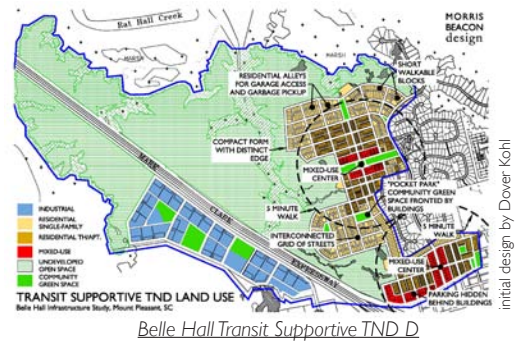 Eat Hall Creek
MORRIS
BEACON
design
MARSH
MARSH
RESIDENTIAL ALLEYS
FOR GARAGE ACCESS
AND GARBAGE PICKUP
SHORT
WALKABLE
BLOCKS
COMPACT FORM
WITH DISTINCT
EDGE
MIXED-USE
CENTER
"POCKET PARK"
COMMUNITY GREEN
SPACE FRONTED BY
BUILDINGS
MARK
CLARK
EXPRESSWAY
5 MINUTE
WALK
INTERCONNECTED
GRID OF STREETS
5 MINUTE
WALK
MIXED-USE
CENTER
PARKING HIDDEN
BEHIND BUILDINGS
INDUSTRIAL
RESIDENTIAL
SINGLE-FAMILY
RESIDENTIAL TH/APT.
MIXED-USE
UNDEVELOPED
OPEN SPACE
COMMUNITY
GREEN SPACE
TRANSIT SUPPORTIVE TND LAND USE
Belle Hall Infrastructure Study, Mount Pleasant, SC
initial design by Dover Kohl
Belle Hall Transit Supportive TND D